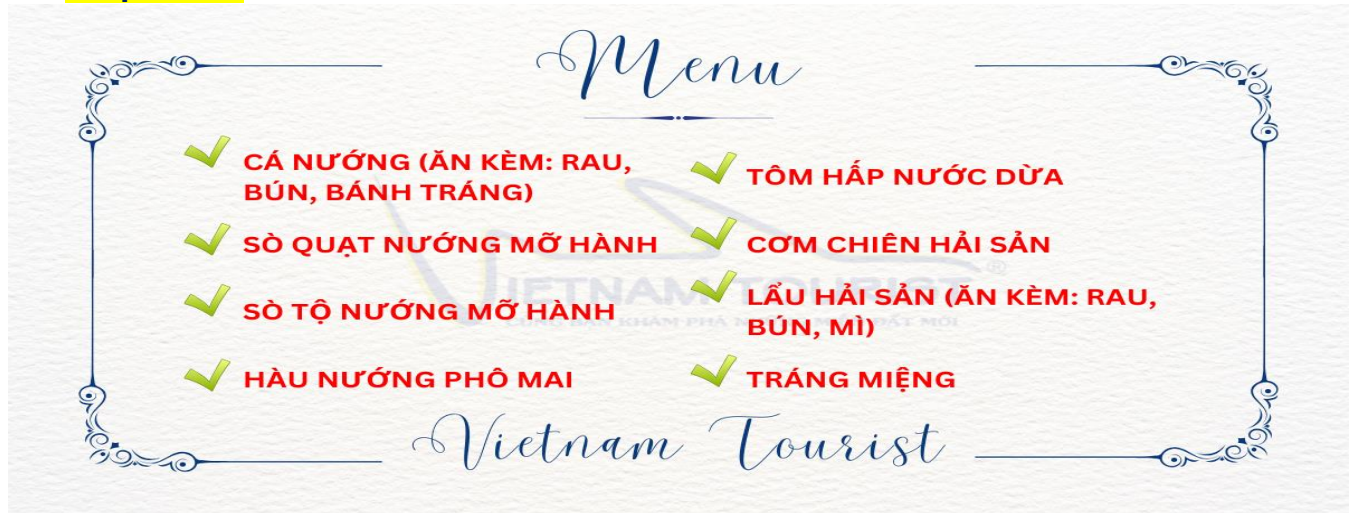 Menu
CÁ NƯỚNG (ĂN KÈM: RAU,
BÚN, BÁNH TRÁNG)
SÒ QUẠT NƯỚNG MỠ HÀNH
SÒ TỘ NƯỚNG MỠ HÀNH
HÀU NƯỚNG PHÔ MAI
TÔM HẤP NƯỚC DỪA
CƠM CHIÊN HẢI SẢN
LẨU HẢI SẢN (ĂN KÈM: RAU,
BÚN, MÌ)
TRÁNG MIỆNG
VIETNAM TOURIST
Vietnam Tourist